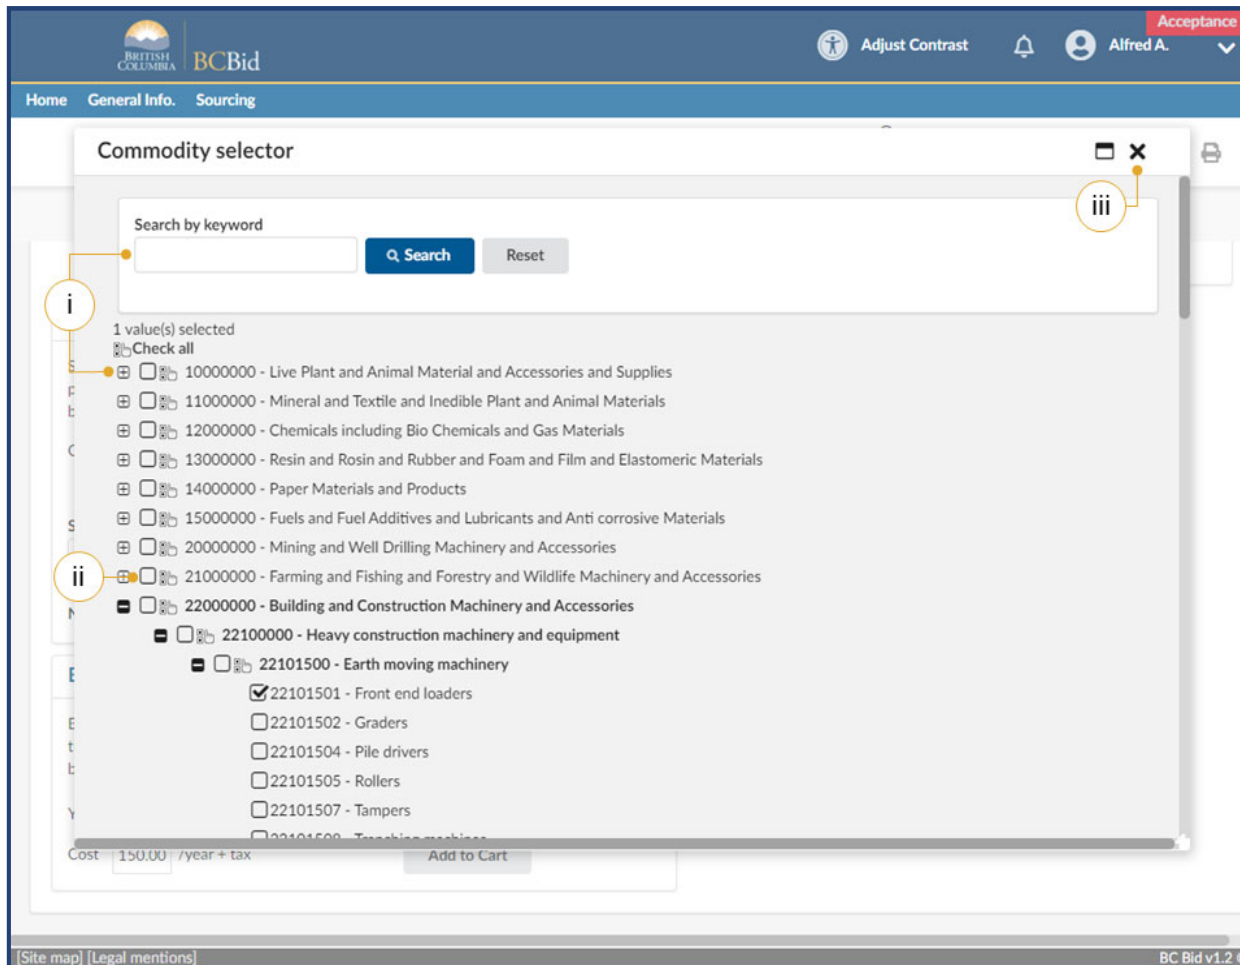 Acceptance
BRITISH
COLUMBIA
BCBid
Adjust Contrast
Alfred A.
Home General Info. Sourcing
Commodity selector
iii
Search by keyword
Search Reset
i
1 value(s) selected
Check all
10000000 - Live Plant and Animal Material and Accessories and Supplies
11000000 - Mineral and Textile and Inedible Plant and Animal Materials
12000000 - Chemicals including Bio Chemicals and Gas Materials
13000000 - Resin and Rosin and Rubber and Foam and Film and Elastomeric Materials
14000000 - Paper Materials and Products
15000000 - Fuels and Fuel Additives and Lubricants and Anti corrosive Materials
20000000 - Mining and Well Drilling Machinery and Accessories
ii
21000000 - Farming and Fishing and Forestry and Wildlife Machinery and Accessories
22000000 - Building and Construction Machinery and Accessories
22100000 - Heavy construction machinery and equipment
22101500 - Earth moving machinery
22101501 - Front end loaders
22101502 - Graders
22101504 - Pile drivers
22101505 - Rollers
22101507 - Tampers
22101508 - Trenching machines
Cost 150.00 /year + tax Add to Cart
[Site map] [Legal mentions] BC Bid v1.2